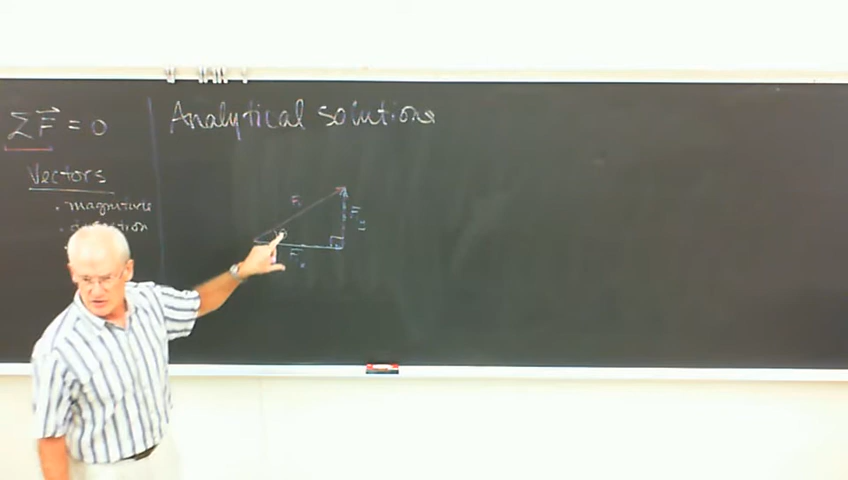 ΣF⃗ = 0
Vectors
. magnitude
. direction
Analytical solutions
F
F
F